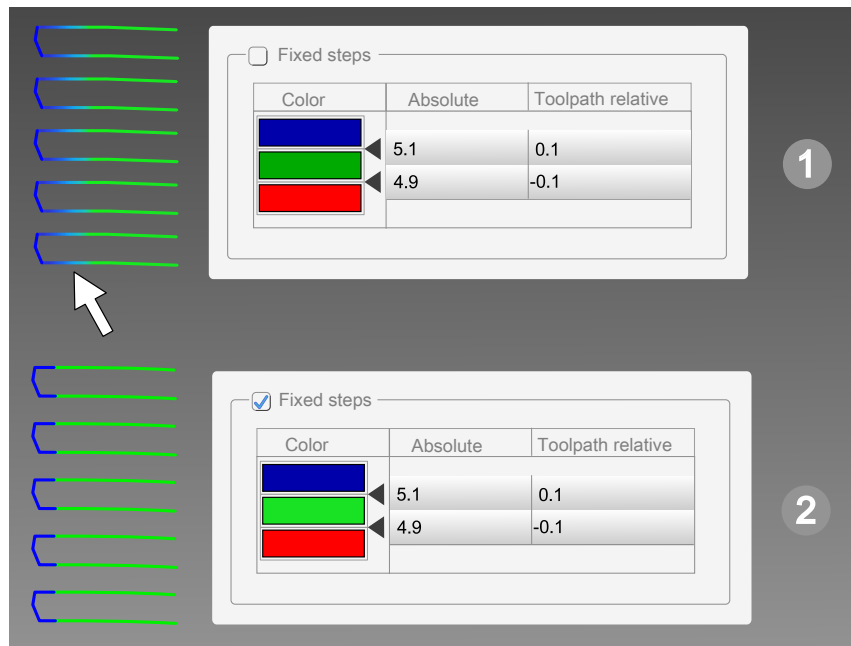 Fixed steps
Color Absolute Toolpath relative
5.1 0.1
4.9 -0.1
1
Fixed steps
Color Absolute Toolpath relative
5.1 0.1
4.9 -0.1
2